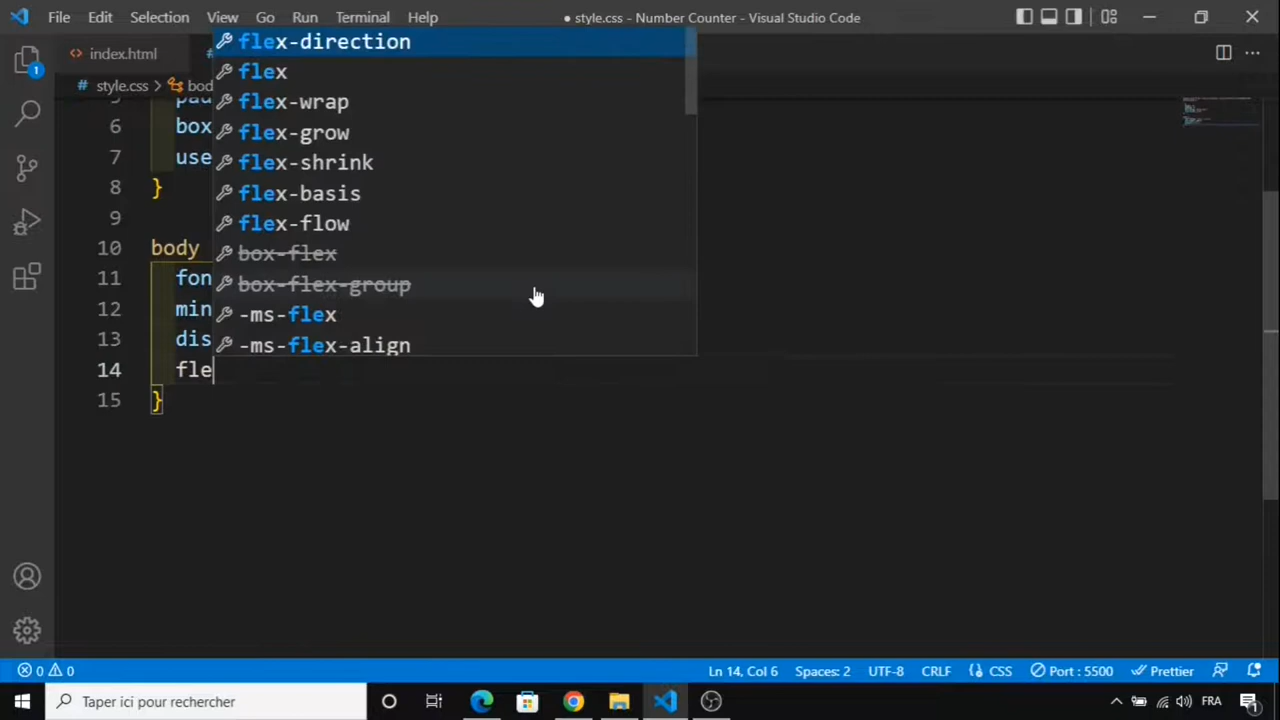 File Edit Selection View Go Run Terminal Help
● style.css - Number Counter - Visual Studio Code
index.html
# style.css > body
6 box
7 use
8 }
9
10 body
11 fon
12 min
13 dis
14 fle
15 }
flex-direction
flex
flex-wrap
flex-grow
flex-shrink
flex-basis
flex-flow
box-flex
box-flex-group
-ms-flex
-ms-flex-align
1
0 0 Ln 14, Col 6 Spaces: 2 UTF-8 CRLF {} CSS Port : 5500 Prettier
Taper ici pour rechercher
FRA
1